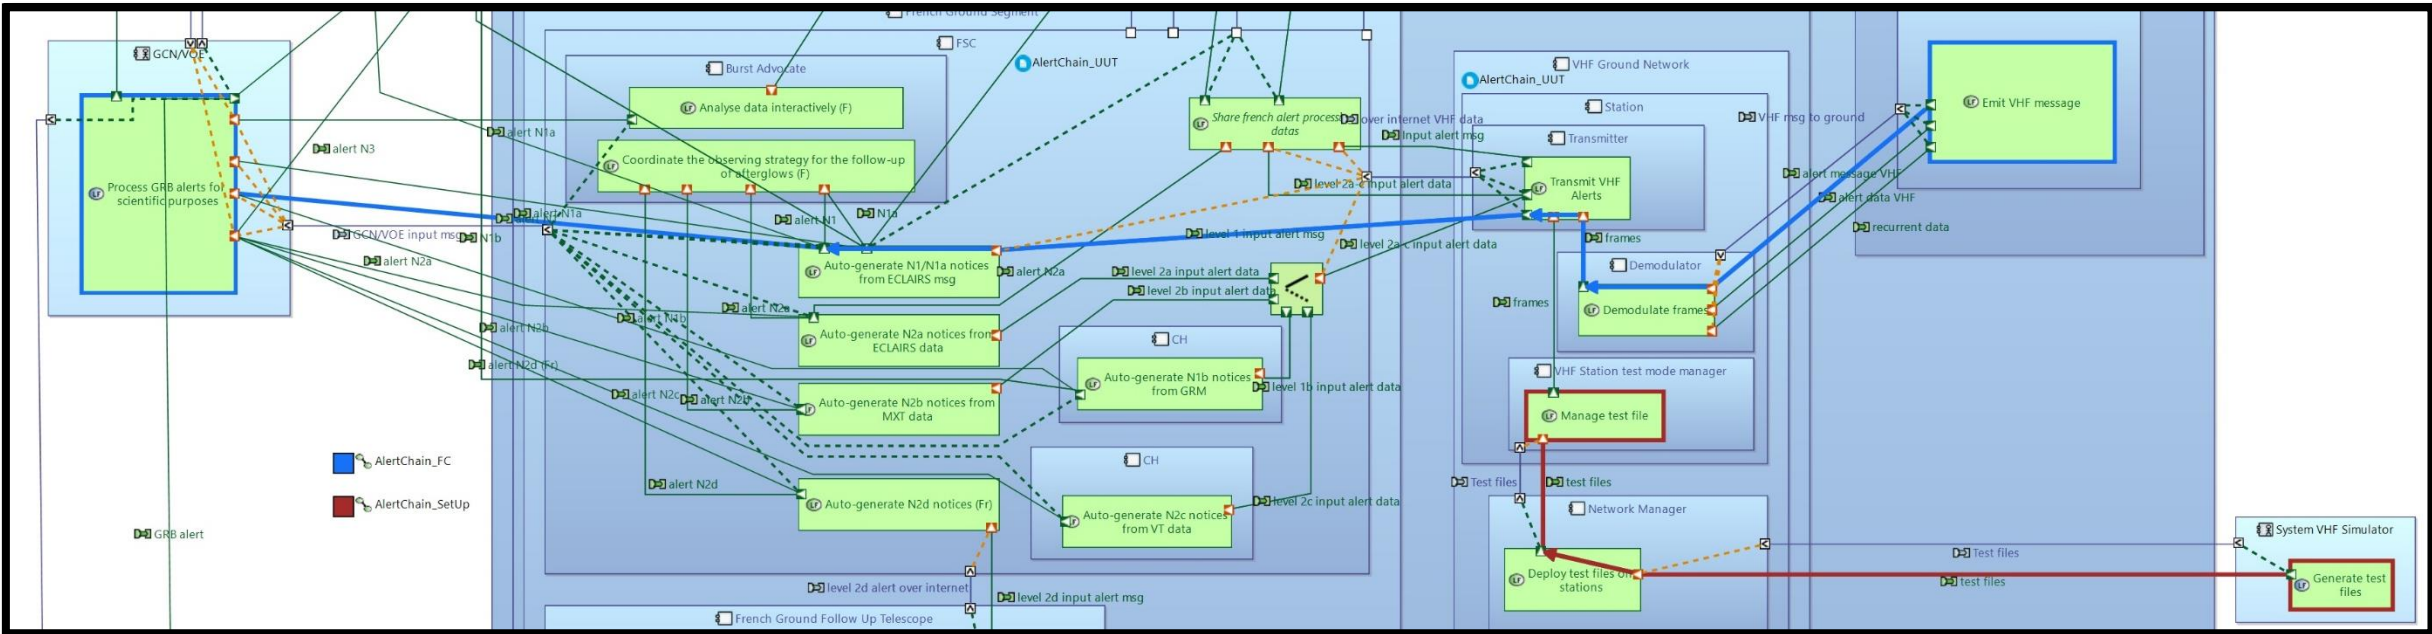 French Ground Segment
GCN/VOE
FSC
Burst Advocate
AlertChain_UUT
VHF Ground Network
AlertChain_UUT
Station
Analyse data interactively (F)
Share french alert process
datas
over internet VHF data
Input alert msg
VHF msg to ground
Emit VHF message
alert N1a
alert N3
Transmitter
Coordinate the observing strategy for the follow-up
of afterglows (F)
Process GRB alerts for
scientific purposes
Transmit VHF
Alerts
level 2a-c input alert data
alert message VHF
alert data VHF
alert N1a
alert N1
N1a
recurrent data
GCN/VOE input msg
N1b
level 1 input alert msg
level 2a-c input alert data
frames
alert N2a
Auto-generate N1/N1a notices
from ECLAIRS msg
alert N2a
level 2a input alert data
level 2b input alert data
Demodulator
frames
Demodulate frames
alert N2a
alert N1b
alert N2b
Auto-generate N2a notices from
ECLAIRS data
CH
alert N2d (Fr)
Auto-generate N1b notices
from GRM
level 1b input alert data
VHF Station test mode manager
alert N2c
alert N2b
Auto-generate N2b notices from
MXT data
Manage test file
AlertChain_FC
CH
AlertChain_SetUp
alert N2d
Auto-generate N2d notices (Fr)
Auto-generate N2c notices
from VT data
level 2c input alert data
Test files
test files
Network Manager
GRB alert
System VHF Simulator
Test files
Deploy test files on
stations
test files
Generate test
files
level 2d alert over internet
level 2d input alert msg
French Ground Follow Up Telescope